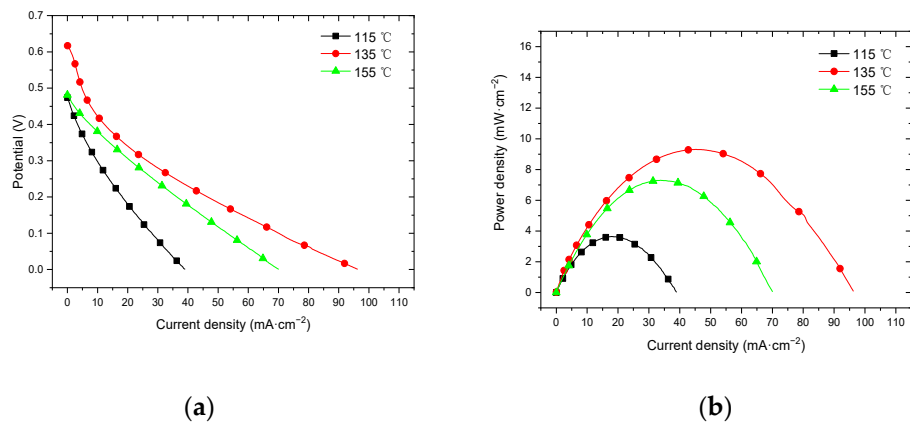 0.7
0.6
0.5
0.4
0.3
0.2
0.1
0.0
Potential (V)
115 ℃
135 ℃
155 ℃
0 10 20 30 40 50 60 70 80 90 100 110
Current density (mA·cm⁻²)
(a)
16
14
12
10
8
6
4
2
0
Power density (mW·cm⁻²)
115 ℃
135 ℃
155 ℃
0 10 20 30 40 50 60 70 80 90 100 110
Current density (mA·cm⁻²)
(b)